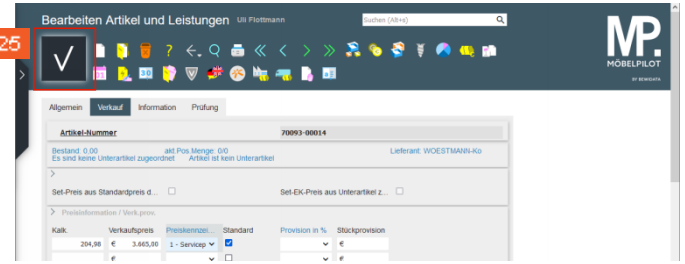 Bearbeiten Artikel und Leistungen Uli Flottmann Suchen (Alt+s)
25
MP.
MÖBELPILOT
BY BEMIDATA
31
30
Allgemein Verkauf Information Prüfung
Artikel-Nummer 70093-00014
Bestand: 0,00 akt.Pos.Menge: 0/0 Lieferant: WOESTMANN-Ko
Es sind keine Unterartikel zugeordnet Artikel ist kein Unterartikel
Set-Preis aus Standardpreis d... Set-EK-Preis aus Unterartikel z...
Preisinformation / Verk.prov.
Kalk. Verkaufspreis Preiskennzei... Standard Provision in % Stückprovision
204,98 € 3.665,00 1 - Servicep €
€ €